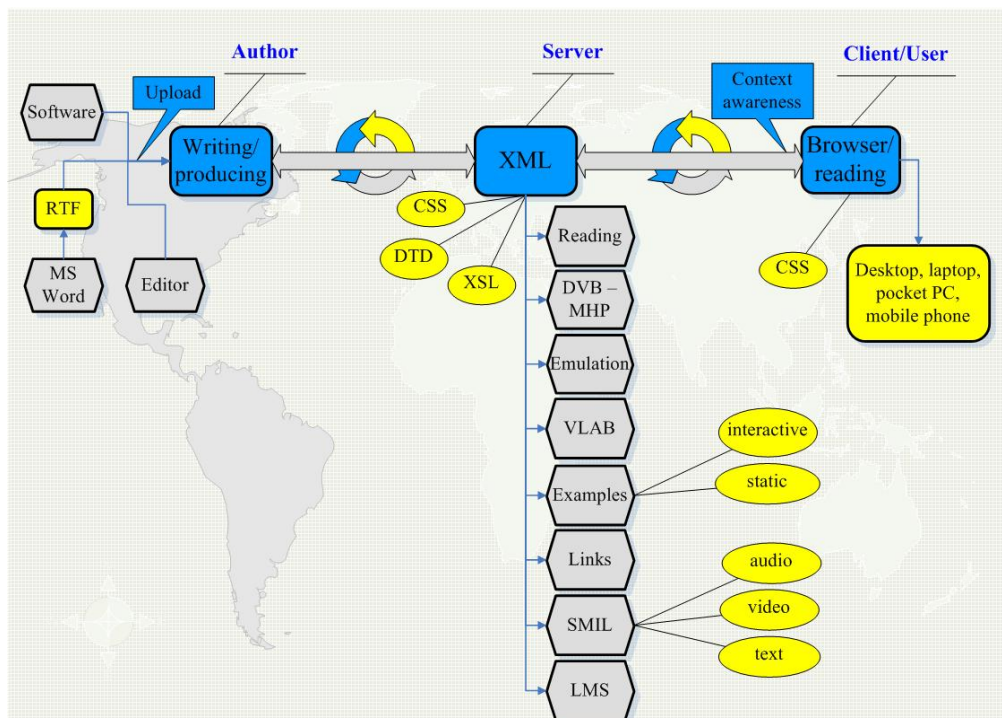 Author
Server
Client/User
Software
Upload
Context
awareness
Writing/
producing
XML
Browser/
reading
RTF
MS
Word
Editor
CSS
DTD
XSL
CSS
Desktop, laptop,
pocket PC,
mobile phone
Reading
DVB –
MHP
Emulation
VLAB
Examples
interactive
static
Links
SMIL
audio
video
text
LMS